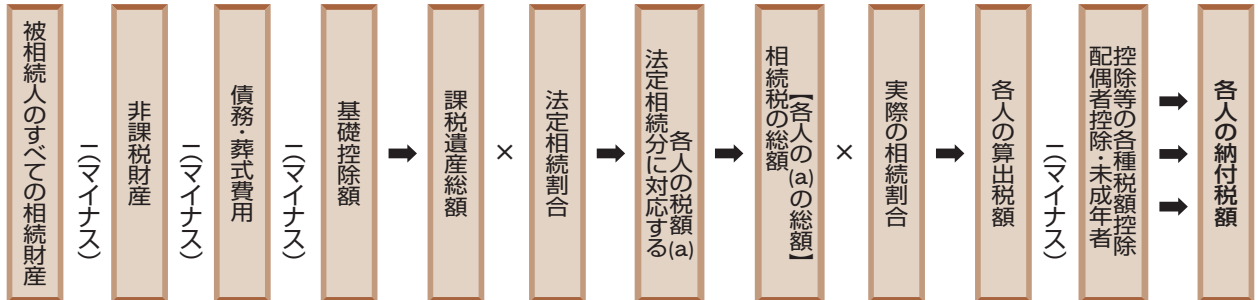 被相続人のすべての相続財産
ー(マイナス)
非課税財産
ー(マイナス)
債務・葬式費用
ー(マイナス)
基礎控除額
➡
課税遺産総額
×
法定相続割合
➡
法定相続分に対応する
各人の税額(a)
➡
相続税の総額
【各人の(a)の総額】
×
実際の相続割合
➡
各人の算出税額
ー(マイナス)
配偶者控除・未成年者
控除等の各種税額控除
➡ ➡ ➡
各人の納付税額